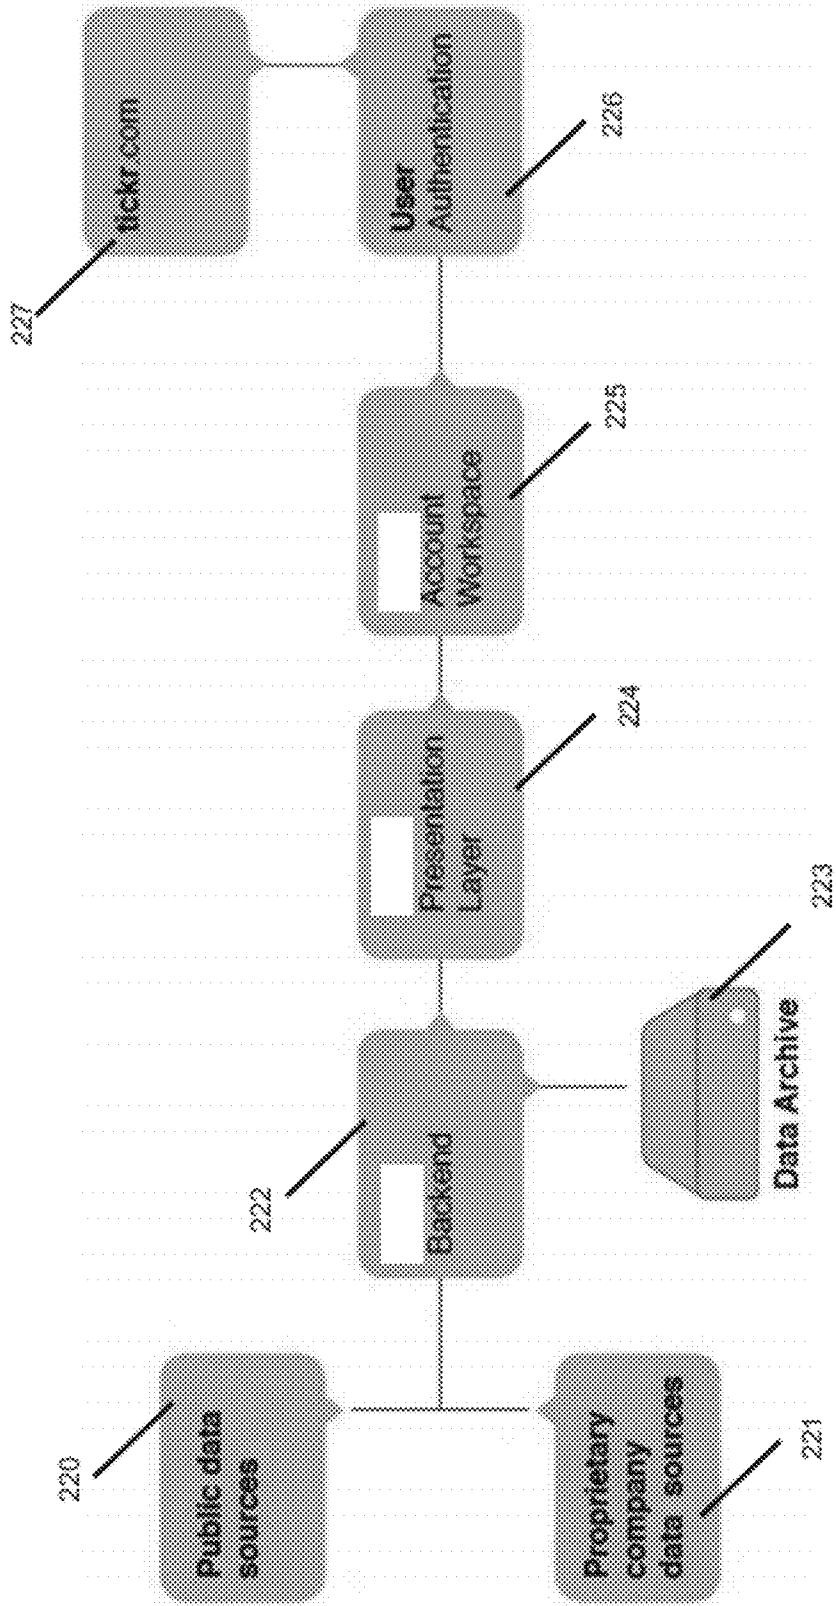 220
Public data
sources
221
Proprietary
company
data sources
222
Backend
223
Data Archive
224
Presentation
Layer
225
Account
Workspace
226
User
Authentication
227
tickr.com